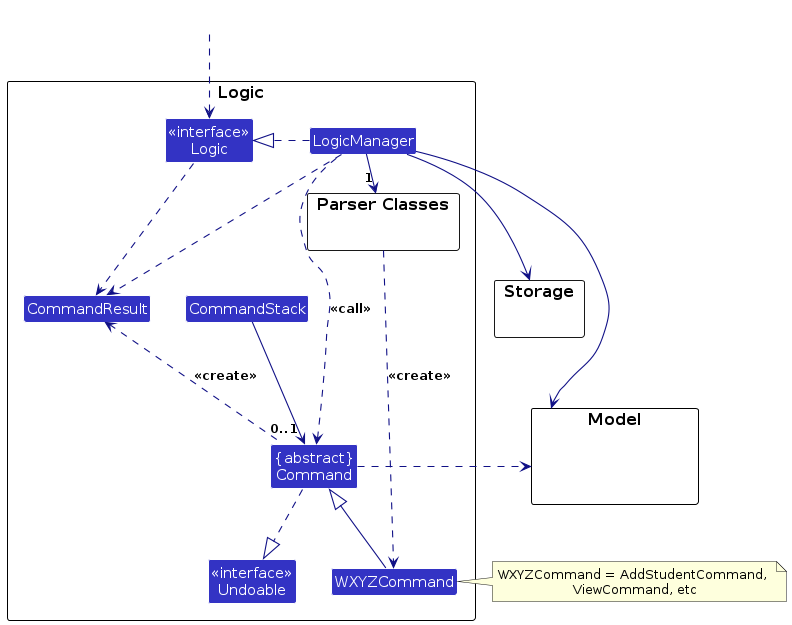 Logic
«interface»
Logic
LogicManager
1
Parser Classes
Storage
CommandResult
CommandStack
«call»
«create»
«create»
0..1
Model
{abstract}
Command
«interface»
Undoable
WXYZCommand
WXYZCommand = AddStudentCommand,
ViewCommand, etc